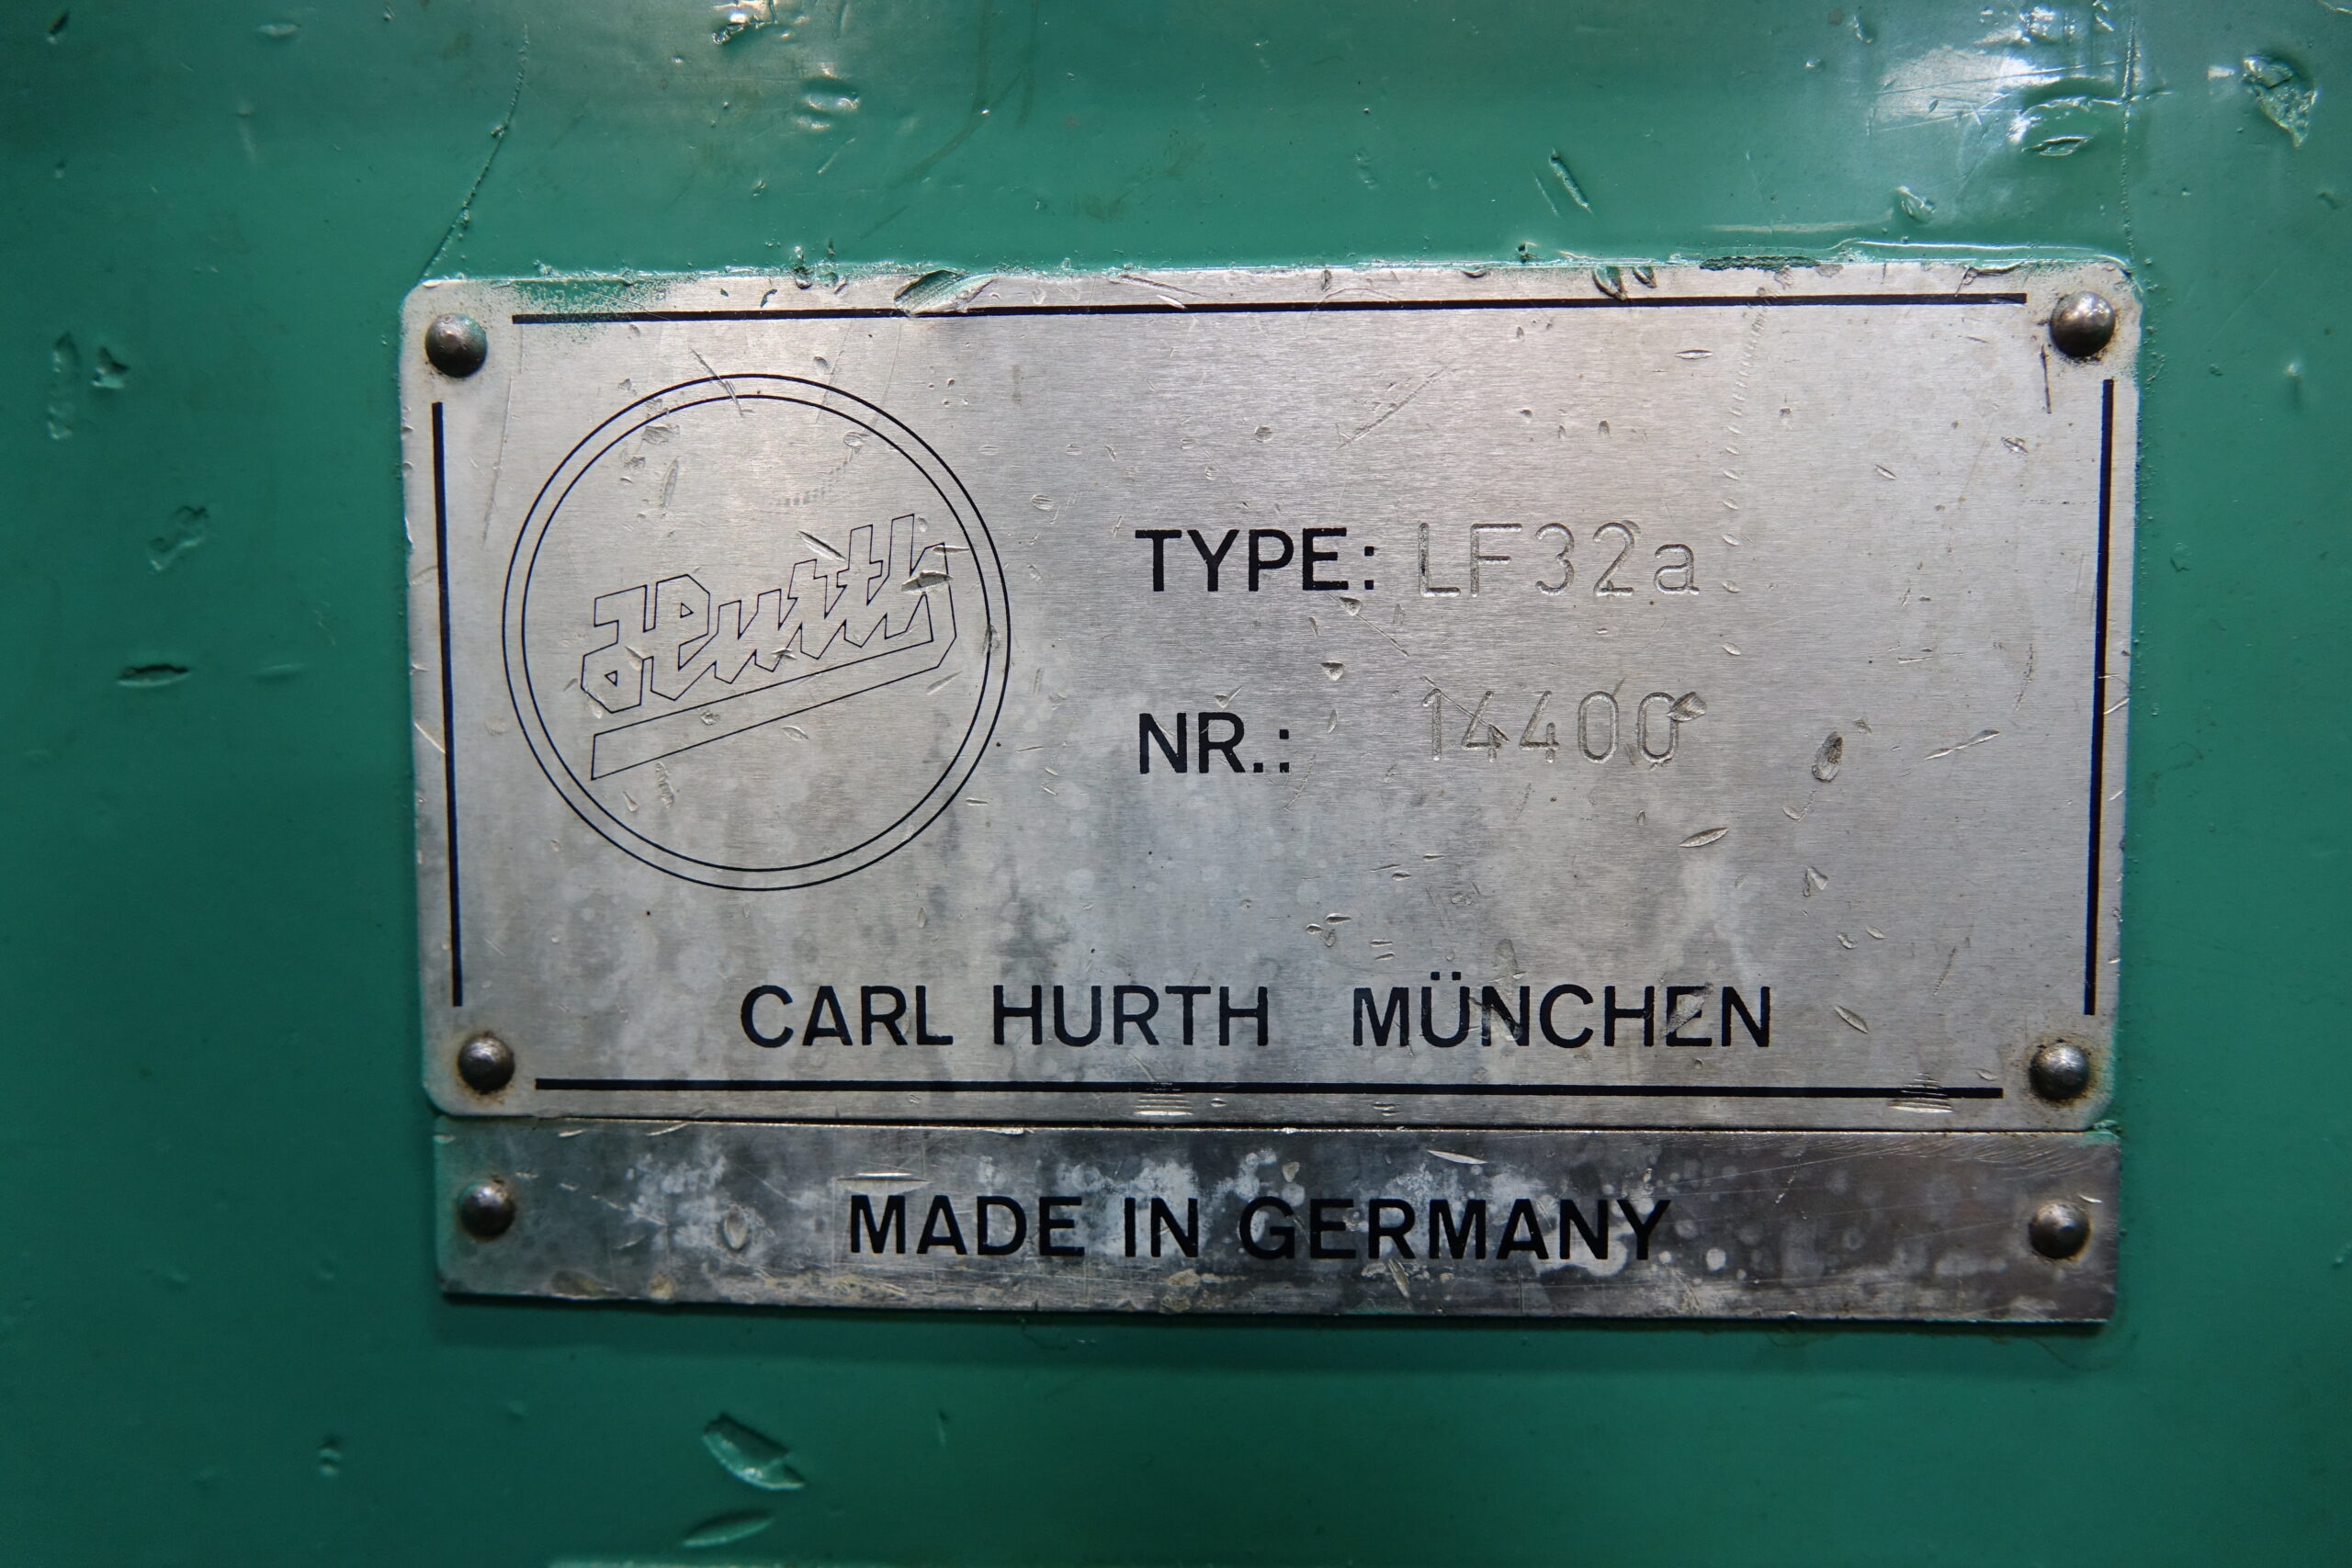 Hurth
TYPE: LF32a
NR.: 14400
CARL HURTH MÜNCHEN
MADE IN GERMANY